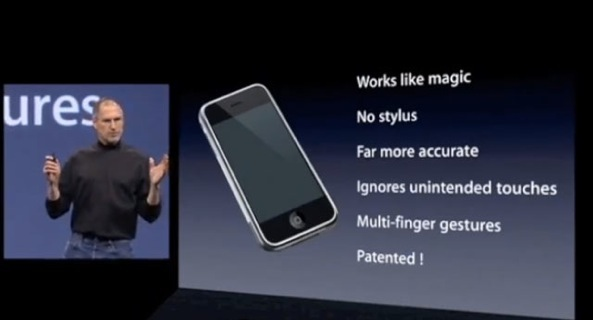 ures
Works like magic
No stylus
Far more accurate
Ignores unintended touches
Multi-finger gestures
Patented !